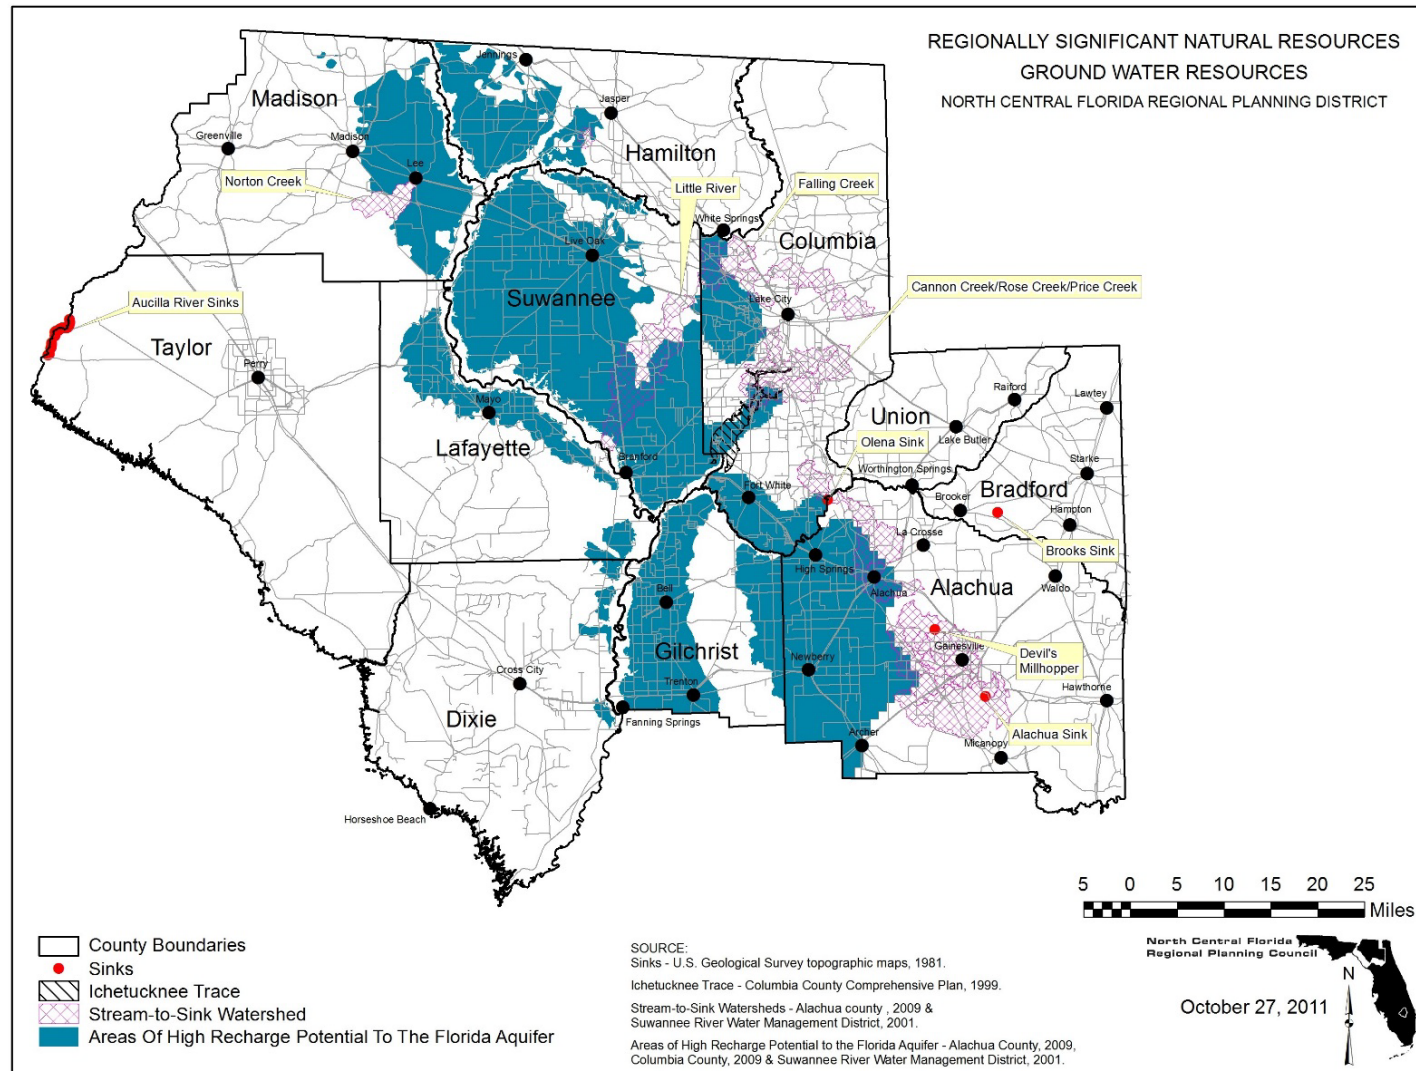 REGIONALLY SIGNIFICANT NATURAL RESOURCES
GROUND WATER RESOURCES
NORTH CENTRAL FLORIDA REGIONAL PLANNING DISTRICT
Jennings
Madison
Jasper
Greenville
Madison
Hamilton
Lee
Norton Creek
Little River
Falling Creek
White Springs
Live Oak
Columbia
Cannon Creek/Rose Creek/Price Creek
Suwannee
Lake City
Aucilla River Sinks
Taylor
Perry
Mayo
Raiford
Lawtey
Union
Lake Butler
Olena Sink
Lafayette
Branford
Worthington Springs
Starke
Fort White
Brooker
Bradford
Hampton
La Crosse
Brooks Sink
High Springs
Alachua
Alachua
Waldo
Bell
Gilchrist
Newberry
Gainesville
Devil's
Millhopper
Cross City
Trenton
Hawthorne
Dixie
Fanning Springs
Archer
Alachua Sink
Micanopy
Horseshoe Beach
5 0 5 10 15 20 25
Miles
County Boundaries
Sinks
Ichetucknee Trace
Stream-to-Sink Watershed
Areas Of High Recharge Potential To The Florida Aquifer
SOURCE:
Sinks - U.S. Geological Survey topographic maps, 1981.
Ichetucknee Trace - Columbia County Comprehensive Plan, 1999.
Stream-to-Sink Watersheds - Alachua county , 2009 &
Suwannee River Water Management District, 2001.
Areas of High Recharge Potential to the Florida Aquifer - Alachua County, 2009,
Columbia County, 2009 & Suwannee River Water Management District, 2001.
North Central Florida
Regional Planning Council
N
October 27, 2011